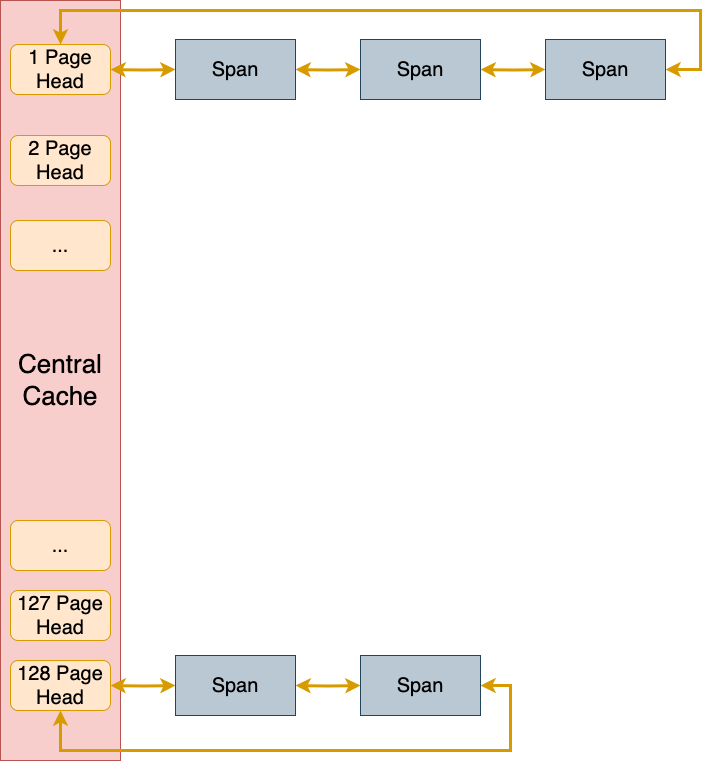 1 Page
Head
Span
Span
Span
2 Page
Head
...
Central
Cache
...
127 Page
Head
128 Page
Head
Span
Span